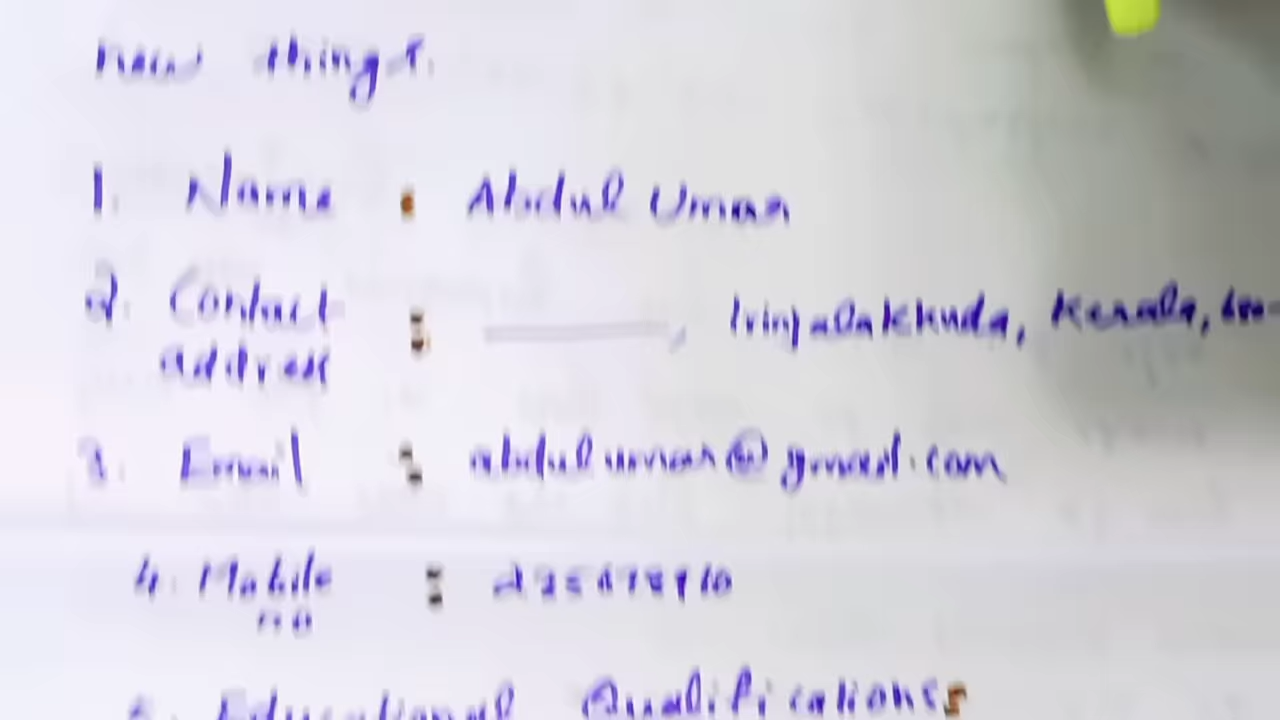 new things.
1. Name : Abdul Umar
2. Contact address : , Irinjalakkuda, Kerala,
3. Email : abdulumar@gmail.com
4. Mobile no :
5. Educational Qualifications